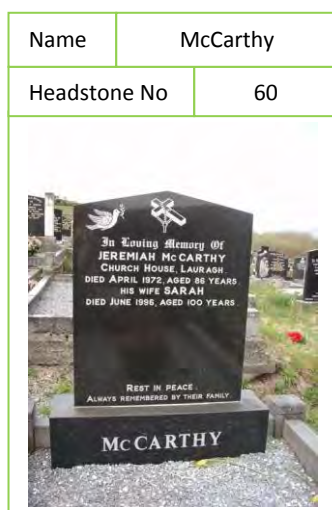 Name McCarthy
Headstone No 60
In Loving Memory Of
JEREMIAH McCARTHY
CHURCH HOUSE, LAURAGH.
DIED APRIL 1972, AGED 86 YEARS.
HIS WIFE SARAH
DIED JUNE 1996, AGED 100 YEARS.
REST IN PEACE.
ALWAYS REMEMBERED BY THEIR FAMILY.
McCARTHY